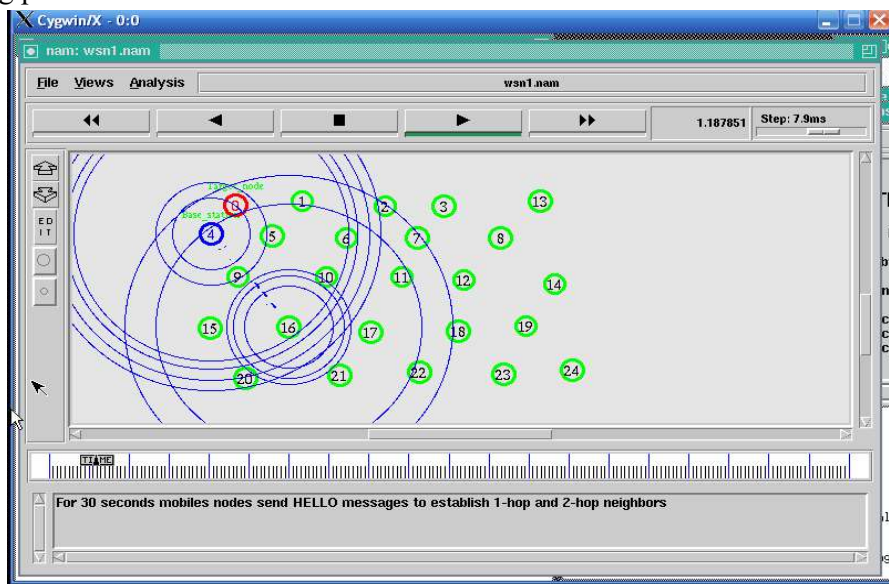 Cygwin/X - 0:0
nam: wsn1.nam
File Views Analysis wsn1.nam
1.187851 Step: 7.9ms
ED
IT
Target_node
0 1 2 3 13
4 5 6 7 8
9 10 11 12 14
15 16 17 18 19
20 21 22 23 24
TIME
For 30 seconds mobiles nodes send HELLO messages to establish 1-hop and 2-hop neighbors